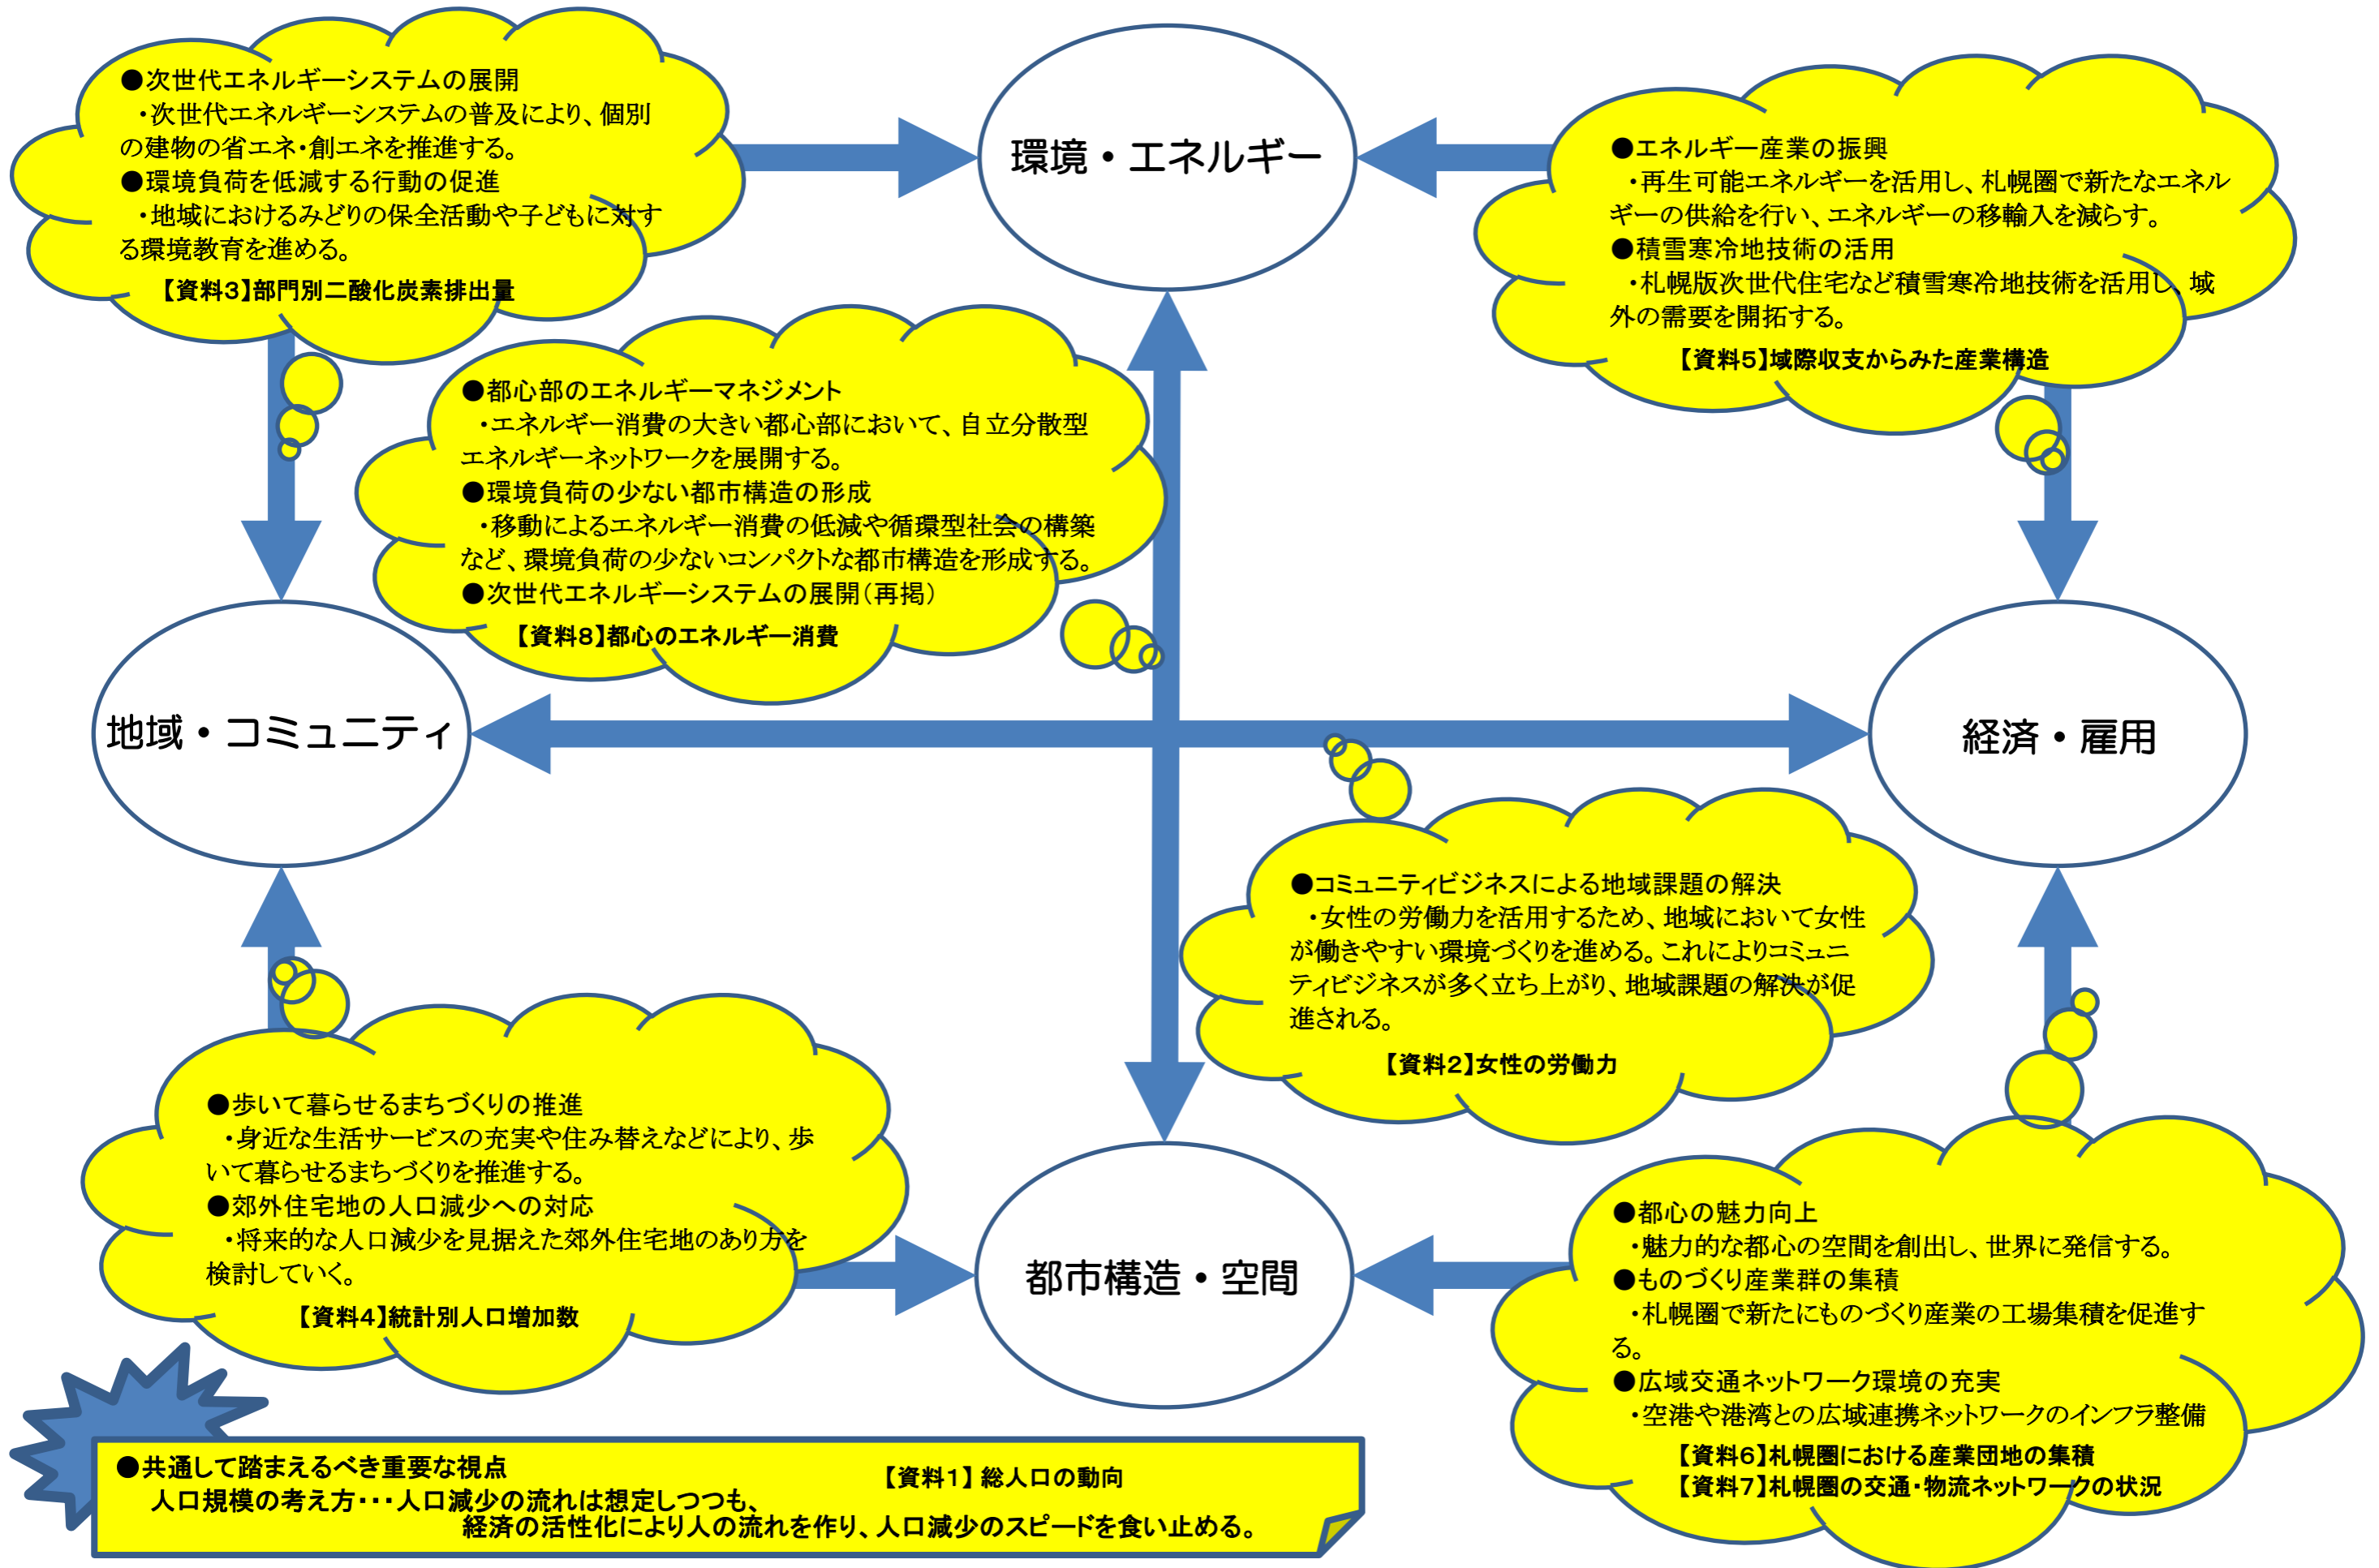 ●次世代エネルギーシステムの展開
・次世代エネルギーシステムの普及により、個別
の建物の省エネ・創エネを推進する。
●環境負荷を低減する行動の促進
・地域におけるみどりの保全活動や子どもに対す
る環境教育を進める。
【資料3】部門別二酸化炭素排出量
環境・エネルギー
●エネルギー産業の振興
・再生可能エネルギーを活用し、札幌圏で新たなエネル
ギーの供給を行い、エネルギーの移輸入を減らす。
●積雪寒冷地技術の活用
・札幌版次世代住宅など積雪寒冷地技術を活用し、域
外の需要を開拓する。
【資料5】域際収支からみた産業構造
●都心部のエネルギーマネジメント
・エネルギー消費の大きい都心部において、自立分散型
エネルギーネットワークを展開する。
●環境負荷の少ない都市構造の形成
・移動によるエネルギー消費の低減や循環型社会の構築
など、環境負荷の少ないコンパクトな都市構造を形成する。
●次世代エネルギーシステムの展開(再掲)
【資料8】都心のエネルギー消費
地域・コミュニティ
経済・雇用
●コミュニティビジネスによる地域課題の解決
・女性の労働力を活用するため、地域において女性
が働きやすい環境づくりを進める。これによりコミュニ
ティビジネスが多く立ち上がり、地域課題の解決が促
進される。
【資料2】女性の労働力
●歩いて暮らせるまちづくりの推進
・身近な生活サービスの充実や住み替えなどにより、歩
いて暮らせるまちづくりを推進する。
●郊外住宅地の人口減少への対応
・将来的な人口減少を見据えた郊外住宅地のあり方を
検討していく。
【資料4】統計別人口増加数
都市構造・空間
●都心の魅力向上
・魅力的な都心の空間を創出し、世界に発信する。
●ものづくり産業群の集積
・札幌圏で新たにものづくり産業の工場集積を促進す
る。
●広域交通ネットワーク環境の充実
・空港や港湾との広域連携ネットワークのインフラ整備
【資料6】札幌圏における産業団地の集積
【資料7】札幌圏の交通・物流ネットワークの状況
●共通して踏まえるべき重要な視点 【資料1】 総人口の動向
人口規模の考え方・・・人口減少の流れは想定しつつも、
経済の活性化により人の流れを作り、人口減少のスピードを食い止める。